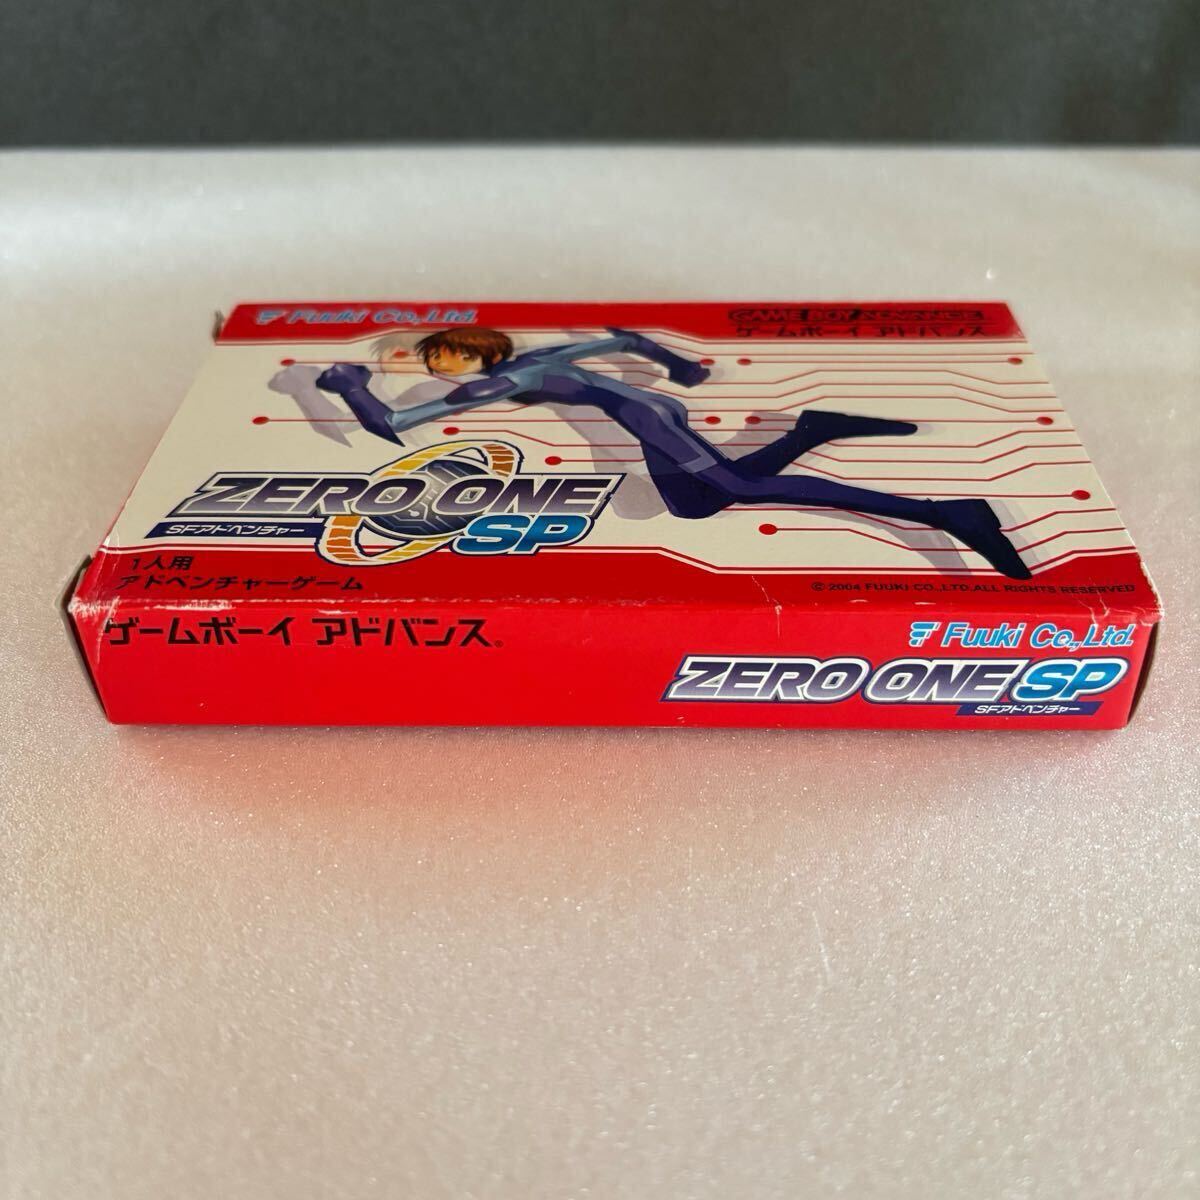 Fuuki Co.,Ltd.
GAME BOY ADVANCE
ゲームボーイ アドバンス
ZERO ONE
SP
SFアドベンチャー
1人用
アドベンチャーゲーム
© 2004 FUUKI CO.,LTD.ALL RIGHTS RESERVED
ゲームボーイ アドバンス®
Fuuki Co.,Ltd.
ZERO ONE SP
SFアドベンチャー